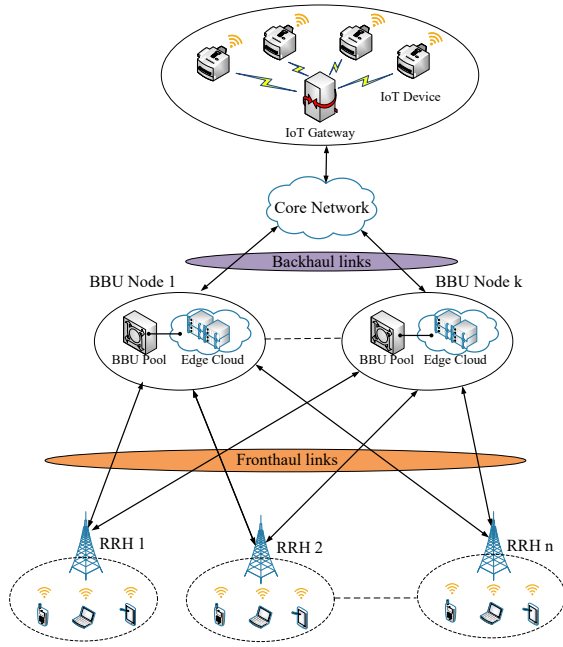 IoT Device
IoT Gateway
Core Network
Backhaul links
BBU Node 1
BBU Node k
BBU Pool
Edge Cloud
BBU Pool
Edge Cloud
Fronthaul links
RRH 1
RRH 2
RRH n